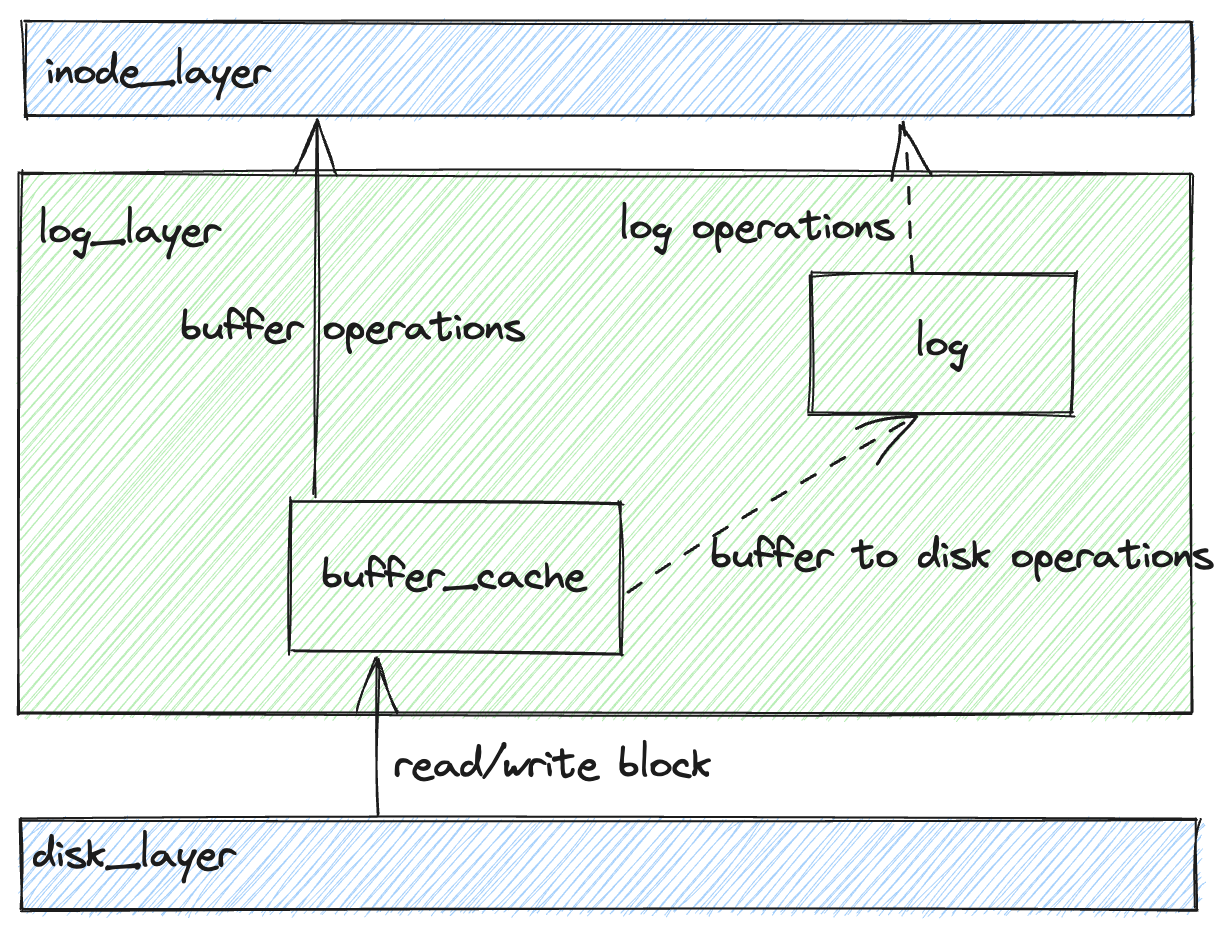 inode_layer
log_layer
log operations
buffer operations
log
buffer_cache
buffer to disk operations
read/write block
disk_layer